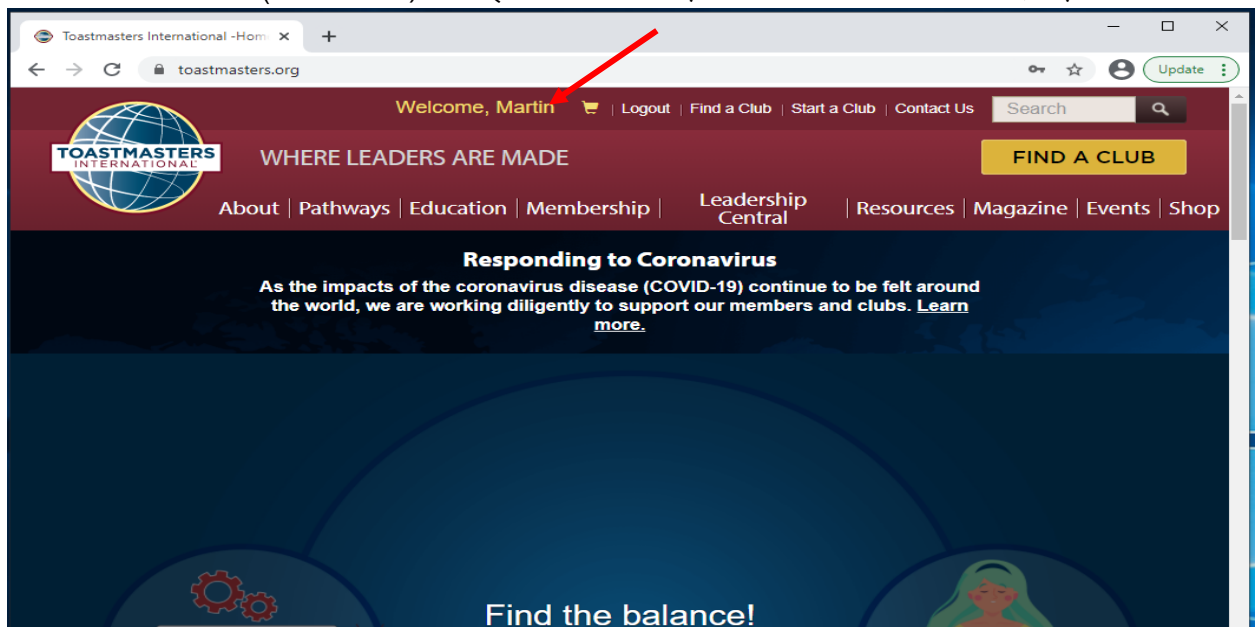 Toastmasters International -Hom
toastmasters.org
Update
Welcome, Martin | Logout | Find a Club | Start a Club | Contact Us Search
TOASTMASTERS
INTERNATIONAL
WHERE LEADERS ARE MADE
FIND A CLUB
About | Pathways | Education | Membership | Leadership Central | Resources | Magazine | Events | Shop
Responding to Coronavirus
As the impacts of the coronavirus disease (COVID-19) continue to be felt around
the world, we are working diligently to support our members and clubs. Learn
more.
Find the balance!